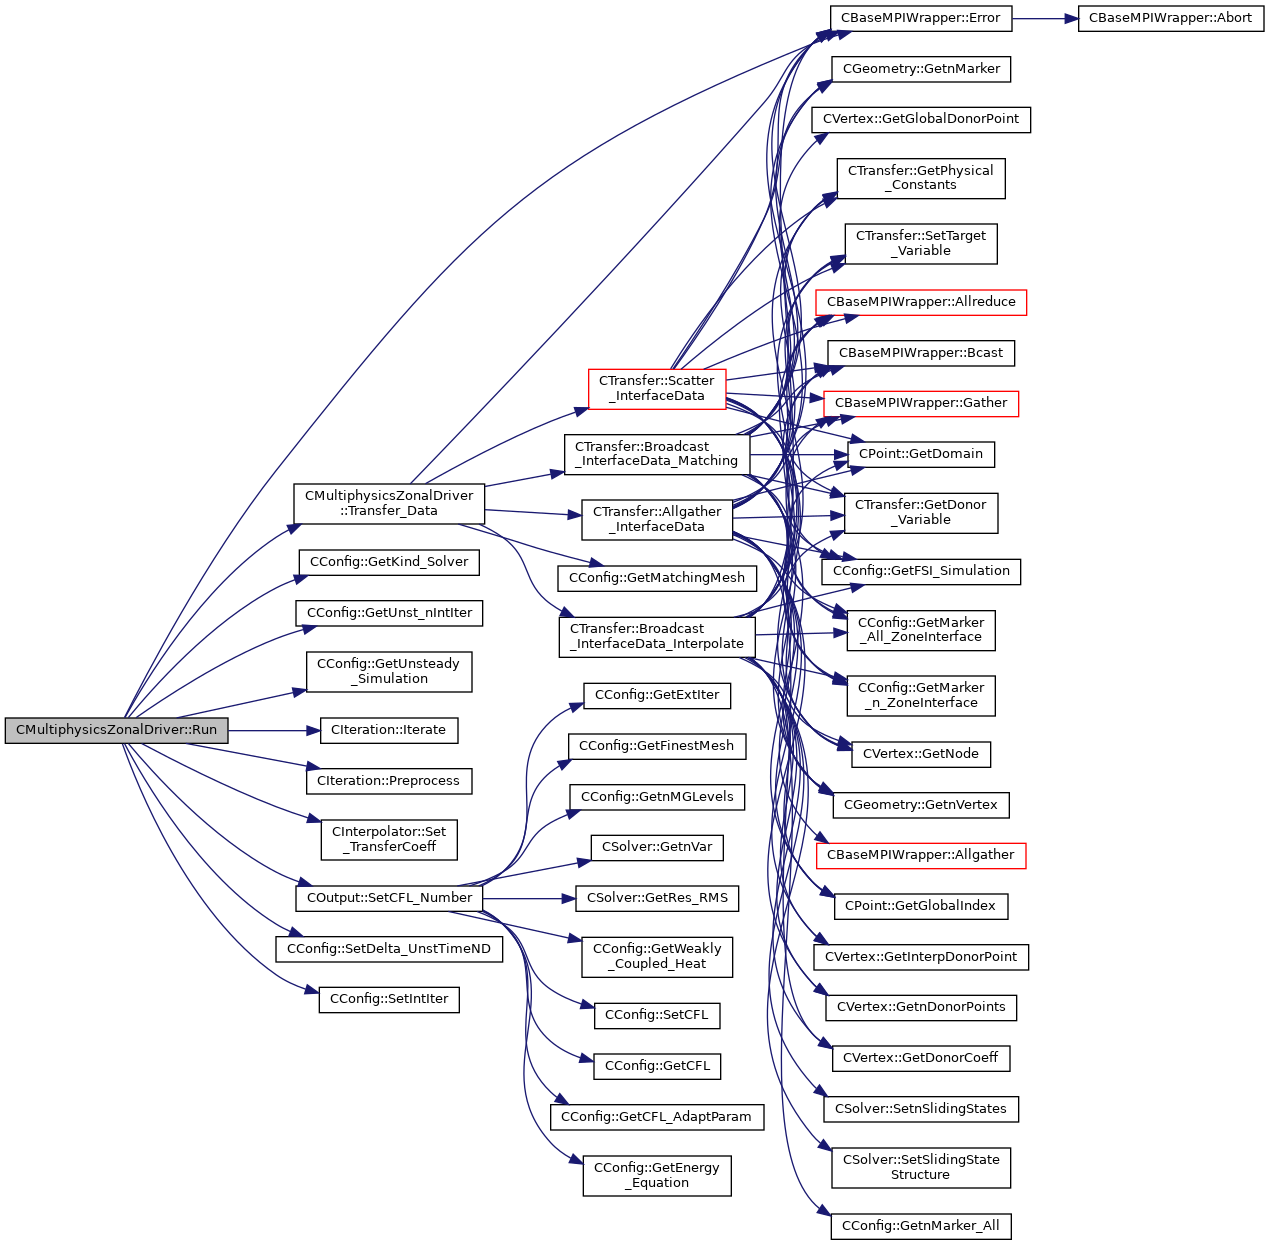 CMultiphysicsZonalDriver::Run
CMultiphysicsZonalDriver
::Transfer_Data
CConfig::GetKind_Solver
CConfig::GetUnst_nIntIter
CConfig::GetUnsteady
_Simulation
CIteration::Iterate
CIteration::Preprocess
CInterpolator::Set
_TransferCoeff
COutput::SetCFL_Number
CConfig::SetDelta_UnstTimeND
CConfig::SetIntIter
CTransfer::Scatter
_InterfaceData
CTransfer::Broadcast
_InterfaceData_Matching
CTransfer::Allgather
_InterfaceData
CConfig::GetMatchingMesh
CTransfer::Broadcast
_InterfaceData_Interpolate
CConfig::GetExtIter
CConfig::GetFinestMesh
CConfig::GetnMGLevels
CSolver::GetnVar
CSolver::GetRes_RMS
CConfig::GetWeakly
_Coupled_Heat
CConfig::SetCFL
CConfig::GetCFL
CConfig::GetCFL_AdaptParam
CConfig::GetEnergy
_Equation
CBaseMPIWrapper::Error
CGeometry::GetnMarker
CVertex::GetGlobalDonorPoint
CTransfer::GetPhysical
_Constants
CTransfer::SetTarget
_Variable
CBaseMPIWrapper::Allreduce
CBaseMPIWrapper::Bcast
CBaseMPIWrapper::Gather
CPoint::GetDomain
CTransfer::GetDonor
_Variable
CConfig::GetFSI_Simulation
CConfig::GetMarker
_All_ZoneInterface
CConfig::GetMarker
_n_ZoneInterface
CVertex::GetNode
CGeometry::GetnVertex
CBaseMPIWrapper::Allgather
CPoint::GetGlobalIndex
CVertex::GetInterpDonorPoint
CVertex::GetnDonorPoints
CVertex::GetDonorCoeff
CSolver::SetnSlidingStates
CSolver::SetSlidingState
Structure
CConfig::GetnMarker_All
CBaseMPIWrapper::Abort